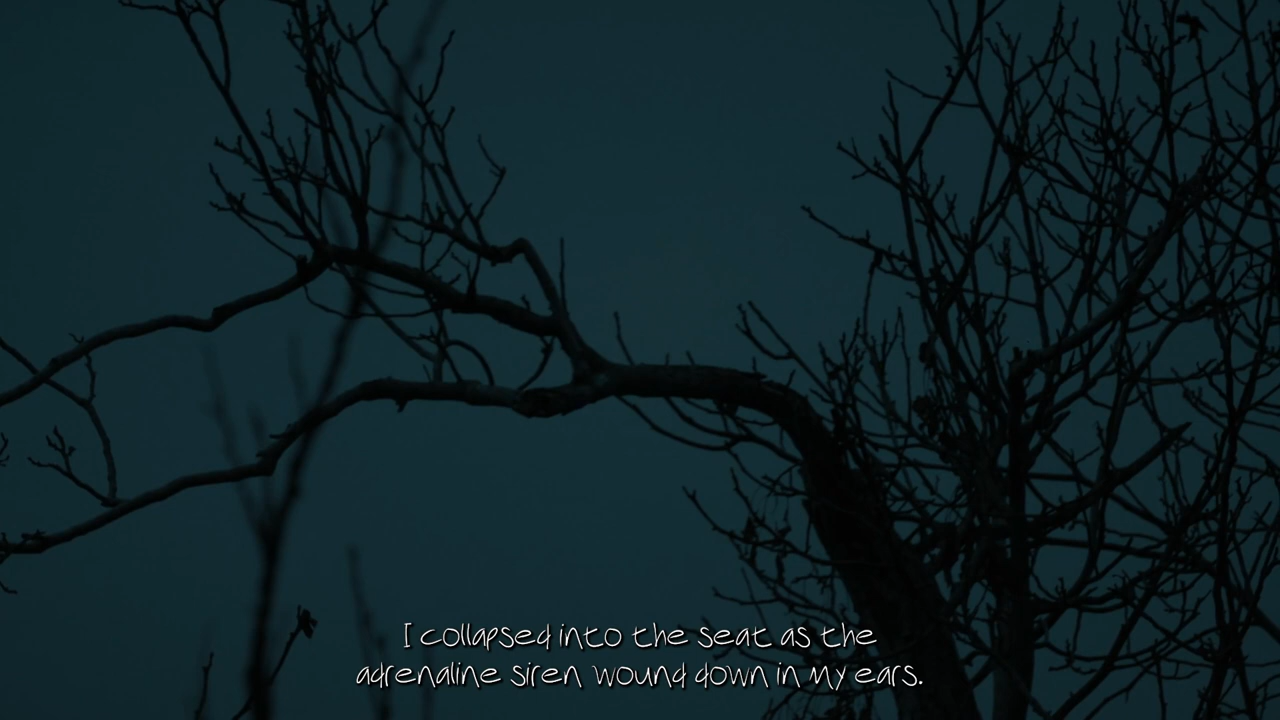 I collapsed into the seat as the
adrenaline siren wound down in my ears.